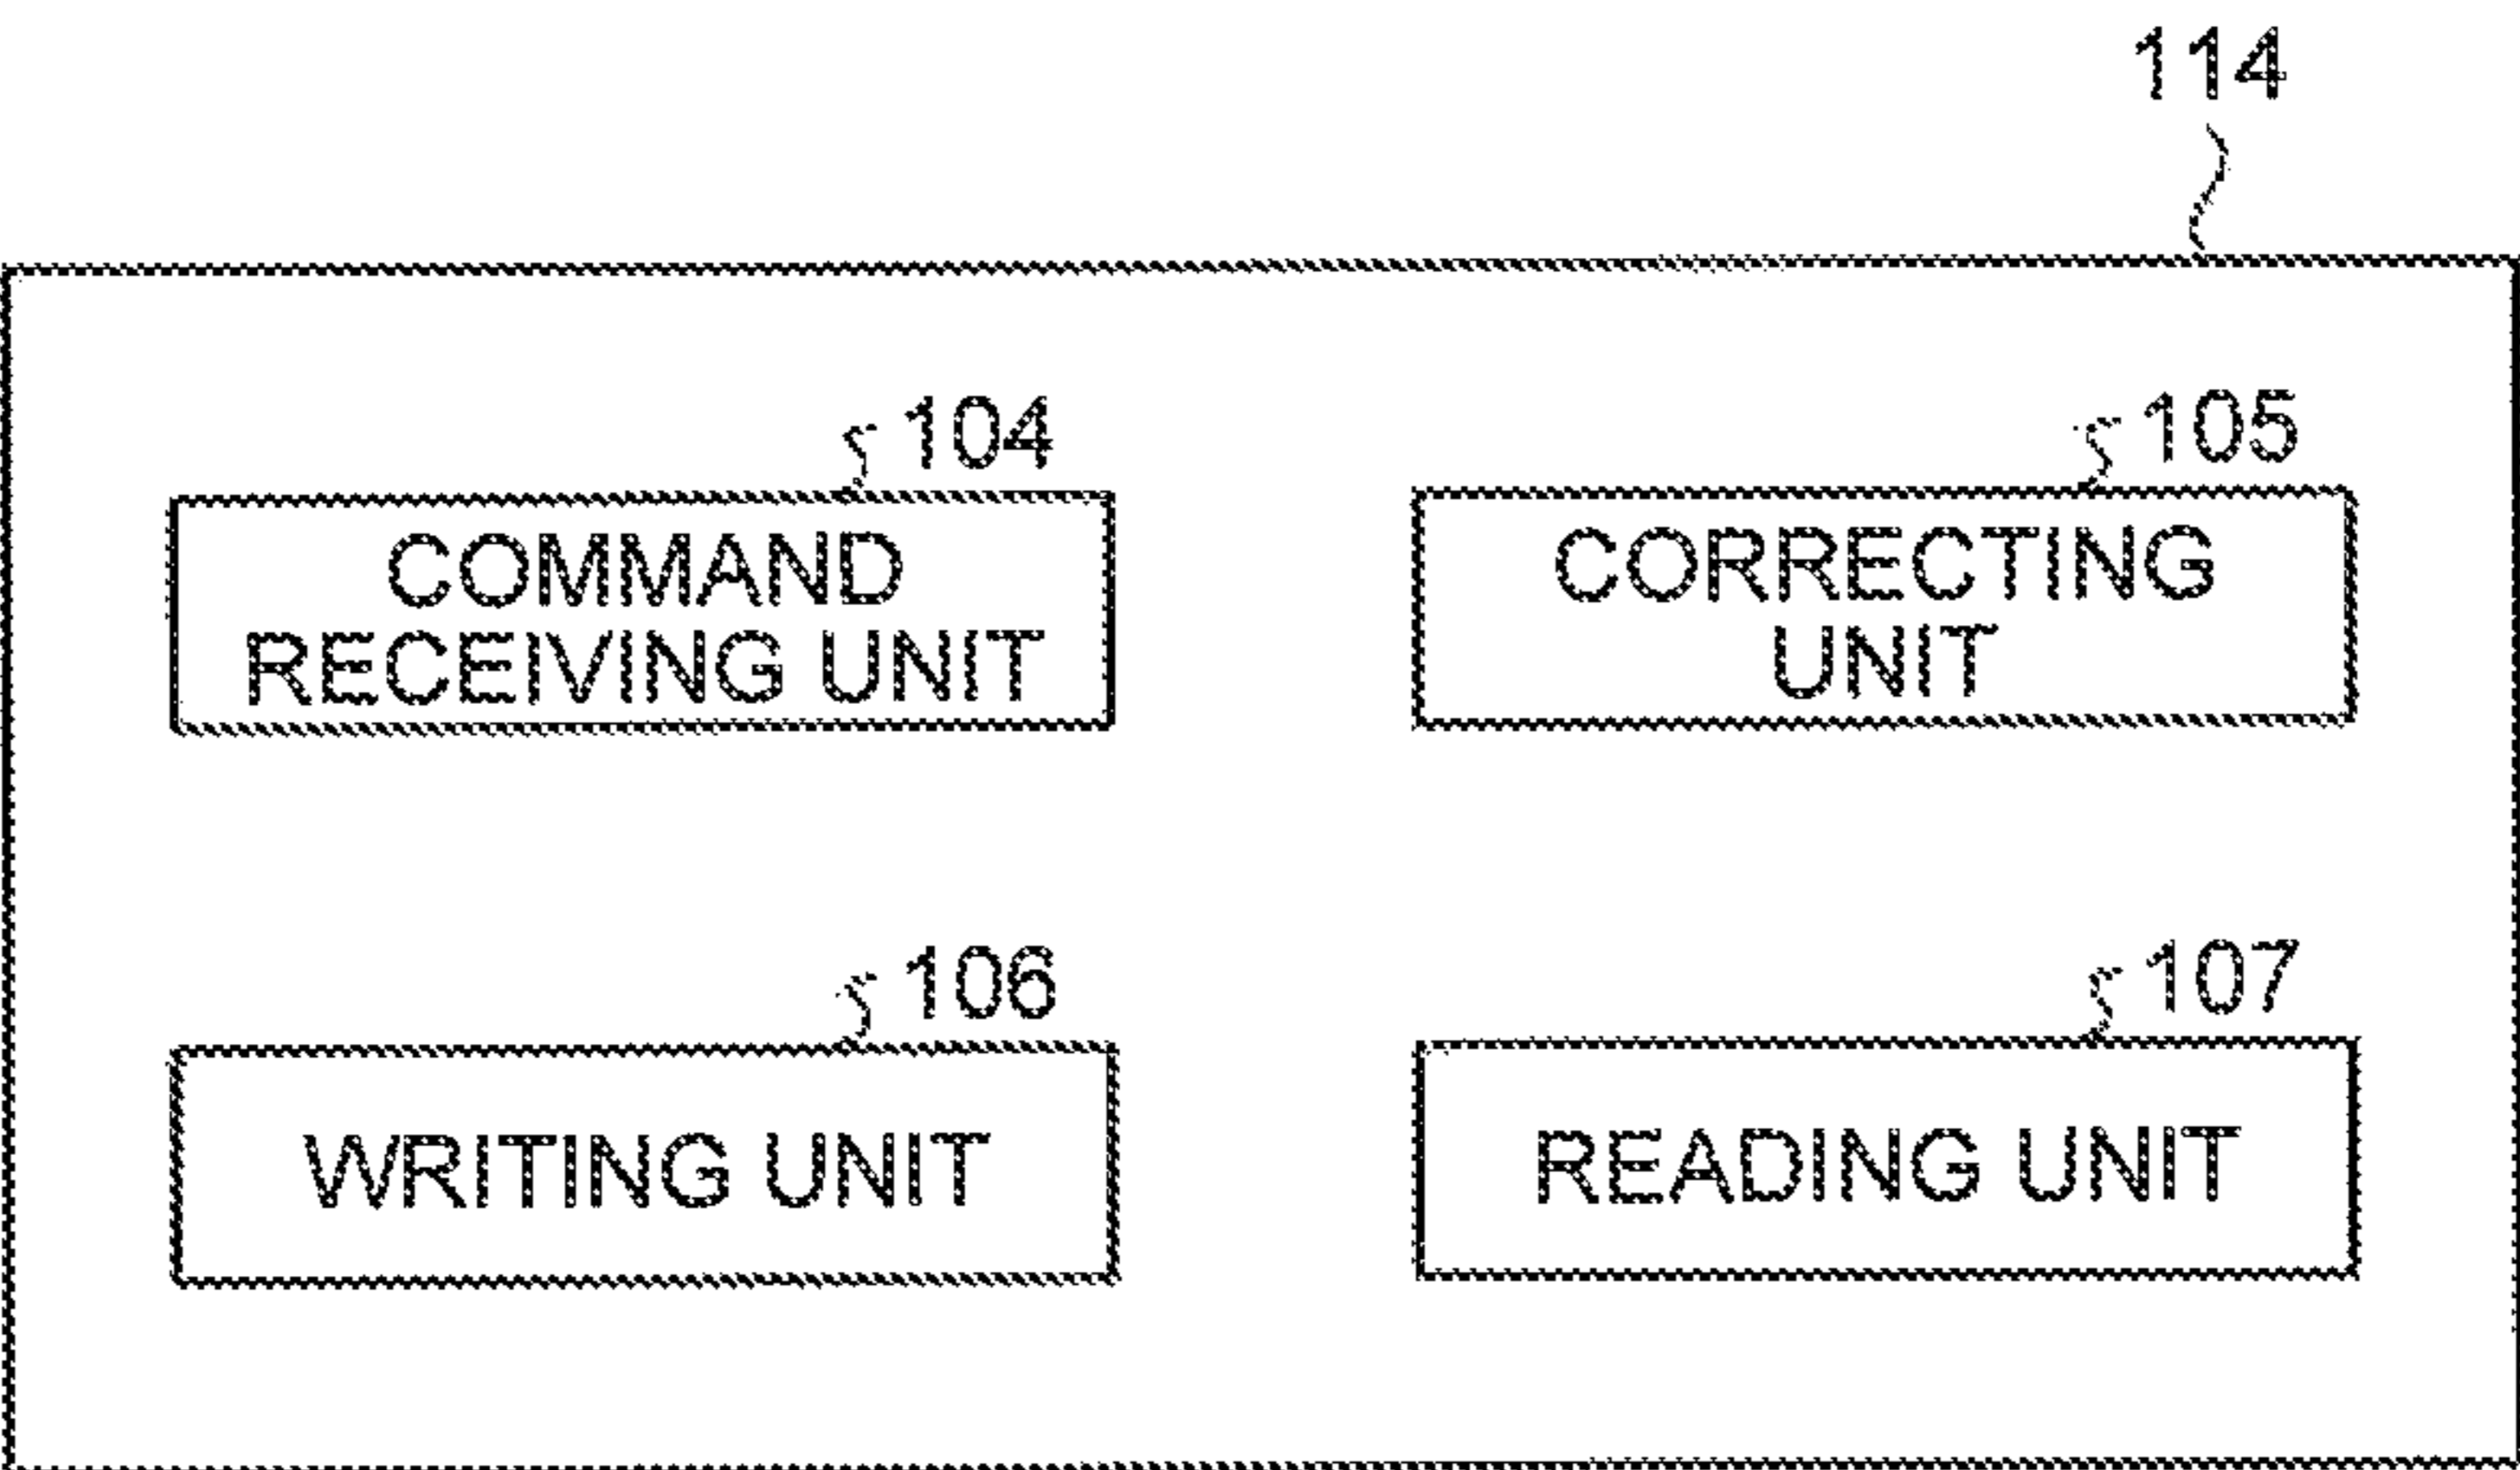 114
104
COMMAND
RECEIVING UNIT
105
CORRECTING
UNIT
106
WRITING UNIT
107
READING UNIT